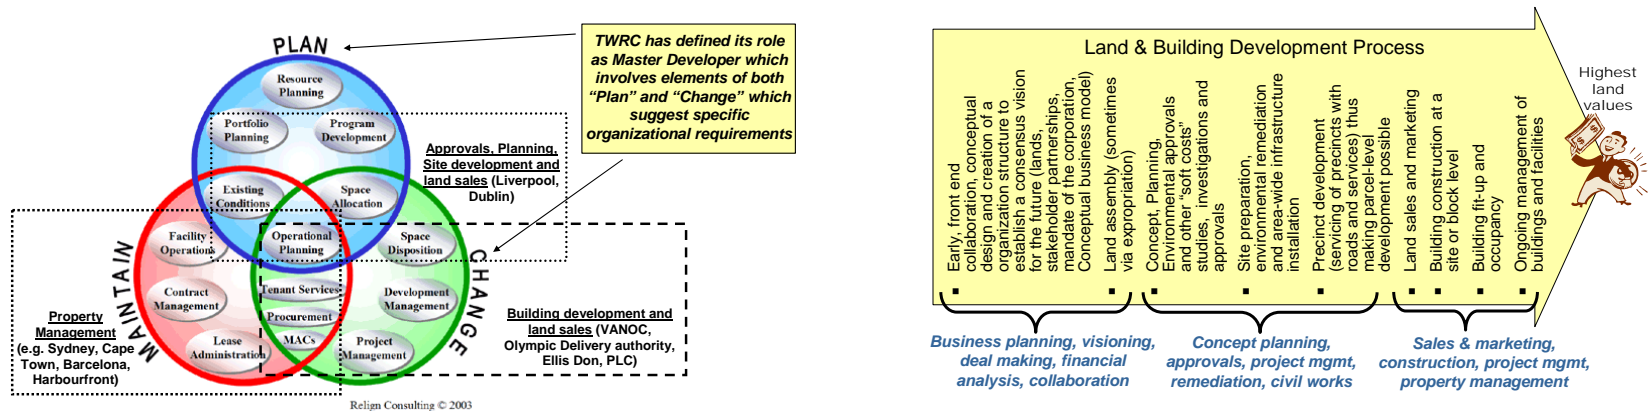 PLAN
Resource
Planning
Portfolio
Planning
Program
Development
Existing
Conditions
Space
Allocation
Facility
Operations
Operational
Planning
Space
Disposition
Contract
Management
Tenant Services
Development
Management
Procurement
Lease
Administration
MACs
Project
Management
MAINTAIN
CHANGE
TWRC has defined its role
as Master Developer which
involves elements of both
“Plan” and “Change” which
suggest specific
organizational requirements
Approvals, Planning,
Site development and
land sales (Liverpool,
Dublin)
Property
Management
(e.g. Sydney, Cape
Town, Barcelona,
Harbourfront)
Building development and
land sales (VANOC,
Olympic Delivery authority,
Ellis Don, PLC)
Relign Consulting © 2003
Land & Building Development Process
▪ Early, front end
collaboration, conceptual
design and creation of a
organization structure to
establish a consensus vision
for the future (lands,
stakeholder partnerships,
mandate of the corporation,
Conceptual business model)
▪ Land assembly (sometimes
via expropriation)
▪ Concept, Planning,
Environmental approvals
and other “soft costs”
studies, investigations and
approvals
▪ Site preparation,
environmental remediation
and area-wide infrastructure
installation
▪ Precinct development
(servicing of precincts with
roads and services) thus
making parcel-level
development possible
▪ Land sales and marketing
▪ Building construction at a
site or block level
▪ Building fit-up and
occupancy
▪ Ongoing management of
buildings and facilities
Highest
land
values
Business planning, visioning,
deal making, financial
analysis, collaboration
Concept planning,
approvals, project mgmt,
remediation, civil works
Sales & marketing,
construction, project mgmt,
property management